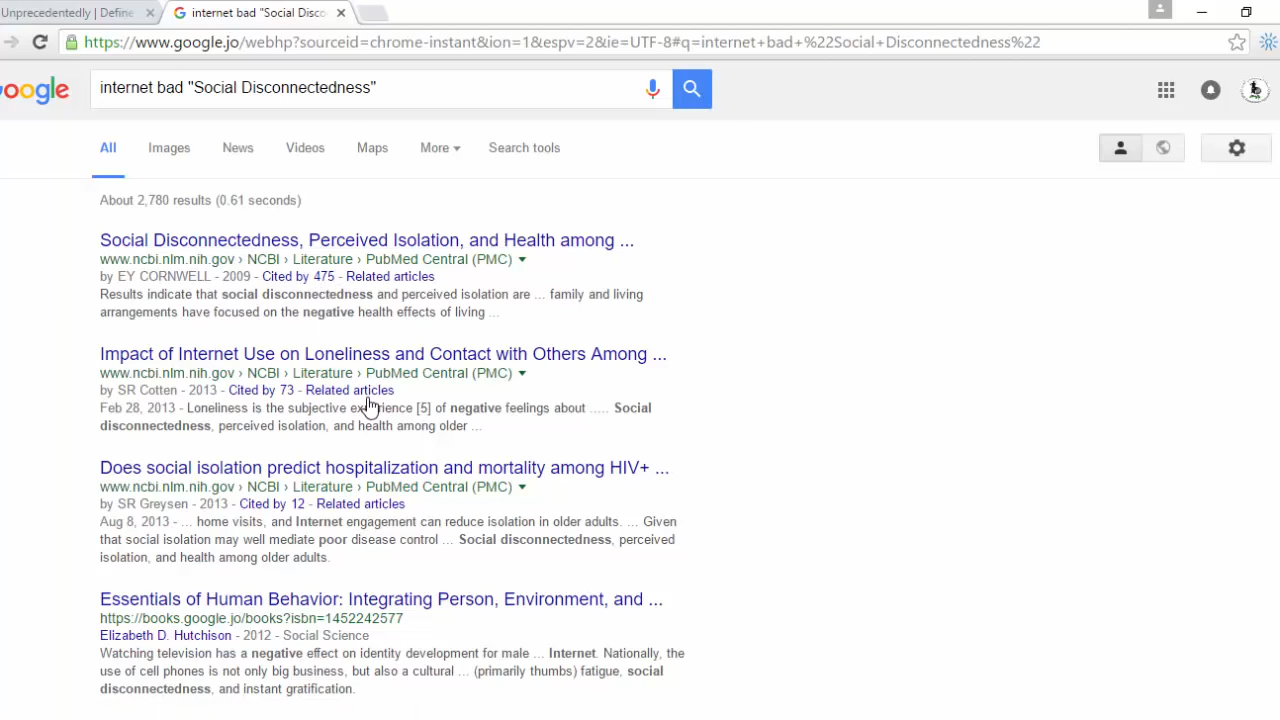 Unprecedentedly | Define
internet bad "Social Disco
https://www.google.jo/webhp?sourceid=chrome-instant&ion=1&espv=2&ie=UTF-8#q=internet+bad+%22Social+Disconnectedness%22
oogle
internet bad "Social Disconnectedness"
All Images News Videos Maps More Search tools
About 2,780 results (0.61 seconds)
Social Disconnectedness, Perceived Isolation, and Health among ...
www.ncbi.nlm.nih.gov › NCBI › Literature › PubMed Central (PMC)
by EY CORNWELL - 2009 - Cited by 475 - Related articles
Results indicate that social disconnectedness and perceived isolation are ... family and living
arrangements have focused on the negative health effects of living ...
Impact of Internet Use on Loneliness and Contact with Others Among ...
www.ncbi.nlm.nih.gov › NCBI › Literature › PubMed Central (PMC)
by SR Cotten - 2013 - Cited by 73 - Related articles
Feb 28, 2013 - Loneliness is the subjective experience [5] of negative feelings about ..... Social
disconnectedness, perceived isolation, and health among older ...
Does social isolation predict hospitalization and mortality among HIV+ ...
www.ncbi.nlm.nih.gov › NCBI › Literature › PubMed Central (PMC)
by SR Greysen - 2013 - Cited by 12 - Related articles
Aug 8, 2013 - ... home visits, and Internet engagement can reduce isolation in older adults. ... Given
that social isolation may well mediate poor disease control ... Social disconnectedness, perceived
isolation, and health among older adults.
Essentials of Human Behavior: Integrating Person, Environment, and ...
https://books.google.jo/books?isbn=1452242577
Elizabeth D. Hutchison - 2012 - Social Science
Watching television has a negative effect on identity development for male ... Internet. Nationally, the
use of cell phones is not only big business, but also a cultural ... (primarily thumbs) fatigue, social
disconnectedness, and instant gratification.